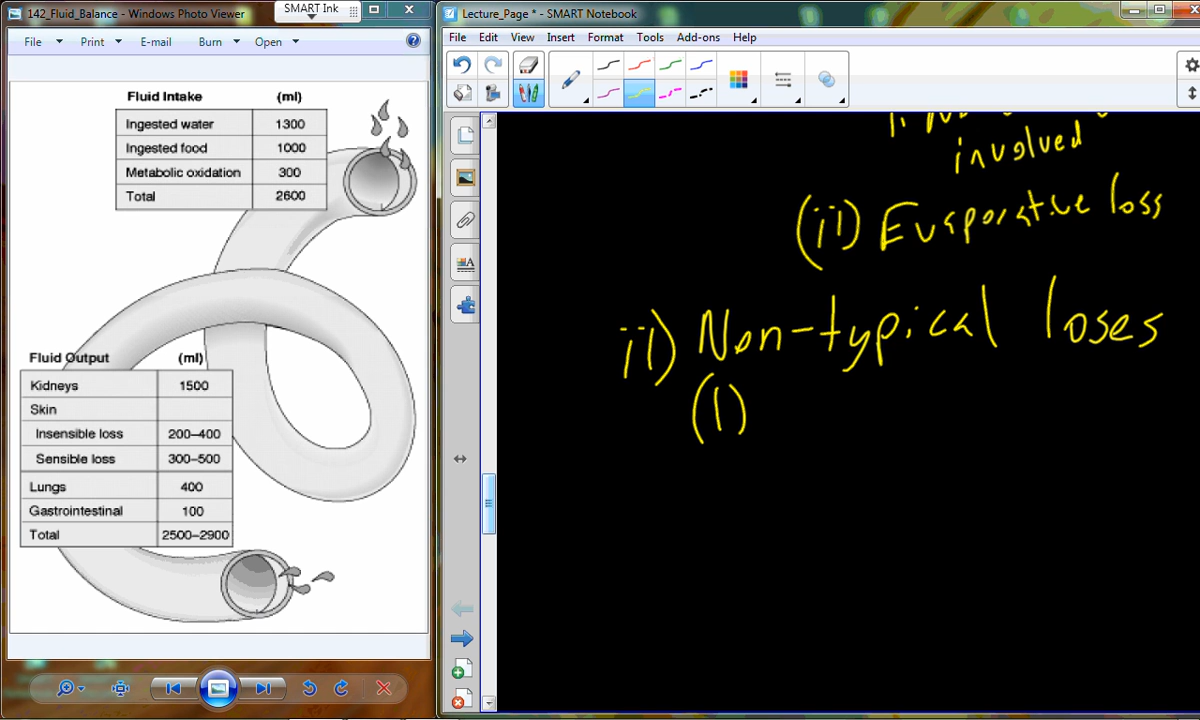 142_Fluid_Balance - Windows Photo Viewer
SMART Ink
File Print E-mail Burn Open
Fluid Intake (ml)
Ingested water 1300
Ingested food 1000
Metabolic oxidation 300
Total 2600
Fluid Output (ml)
Kidneys 1500
Skin
Insensible loss 200–400
Sensible loss 300–500
Lungs 400
Gastrointestinal 100
Total 2500–2900
Lecture_Page * - SMART Notebook
File Edit View Insert Format Tools Add-ons Help
involved
(ii) Evaporative loss
ii) Non-typical loses
(1)